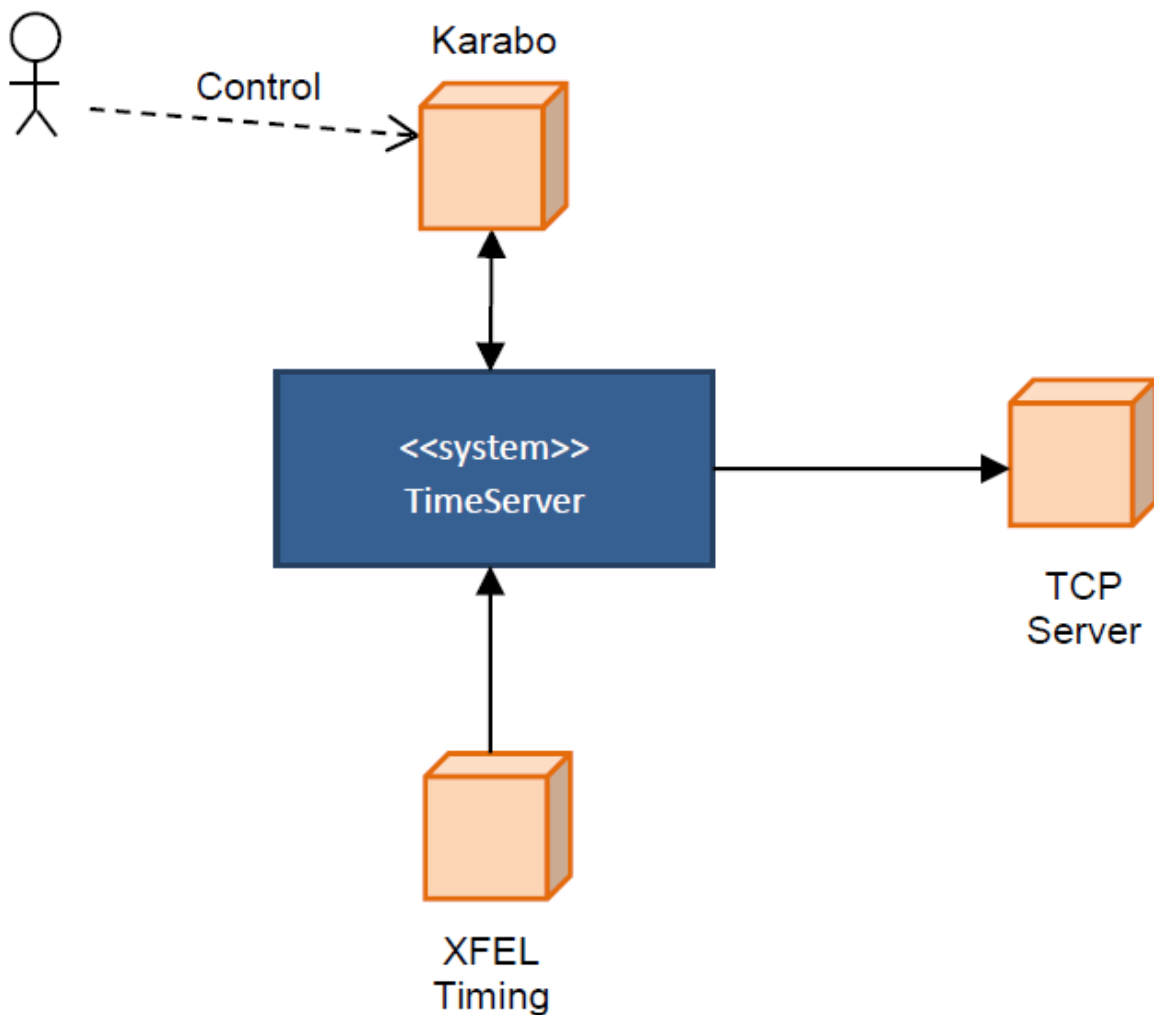 Karabo
Control
<<system>>
TimeServer
TCP
Server
XFEL
Timing